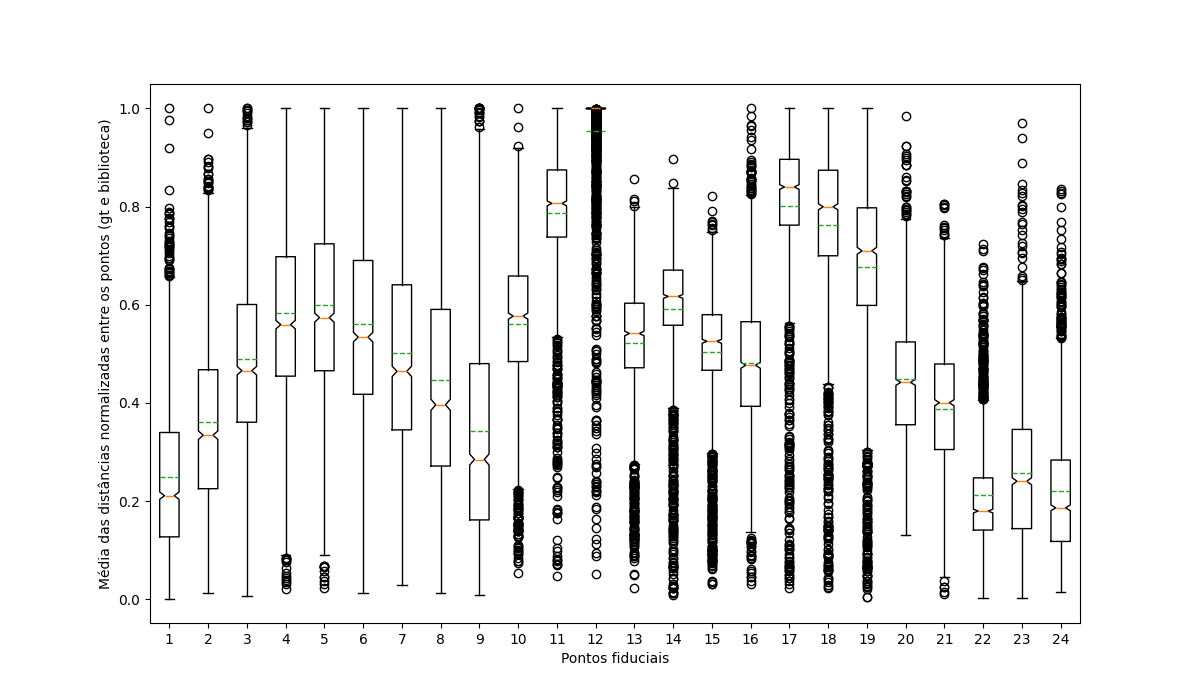 Média das distâncias normalizadas entre os pontos (gt e biblioteca)
1.0
0.8
0.6
0.4
0.2
0.0
1 2 3 4 5 6 7 8 9 10 11 12 13 14 15 16 17 18 19 20 21 22 23 24
Pontos fiduciais